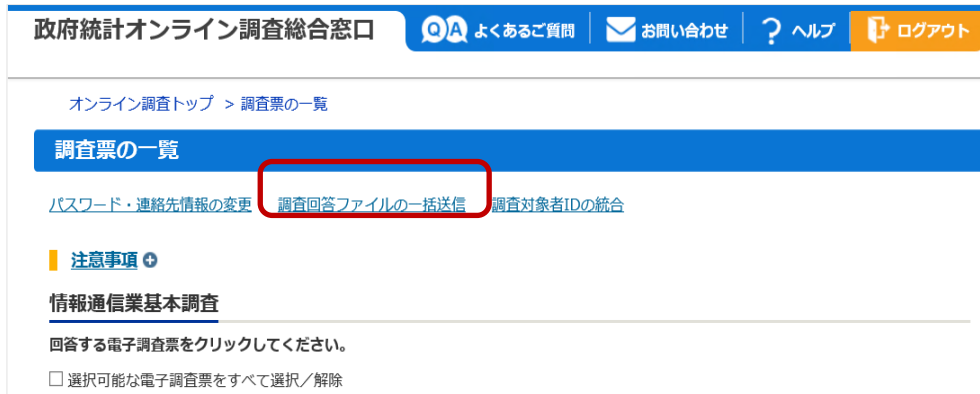 政府統計オンライン調査総合窓口 Q A よくあるご質問 お問い合わせ ? ヘルプ ログアウト
オンライン調査トップ > 調査票の一覧
調査票の一覧
パスワード・連絡先情報の変更 調査回答ファイルの一括送信 調査対象者IDの統合
注意事項
情報通信業基本調査
回答する電子調査票をクリックしてください。
選択可能な電子調査票をすべて選択／解除